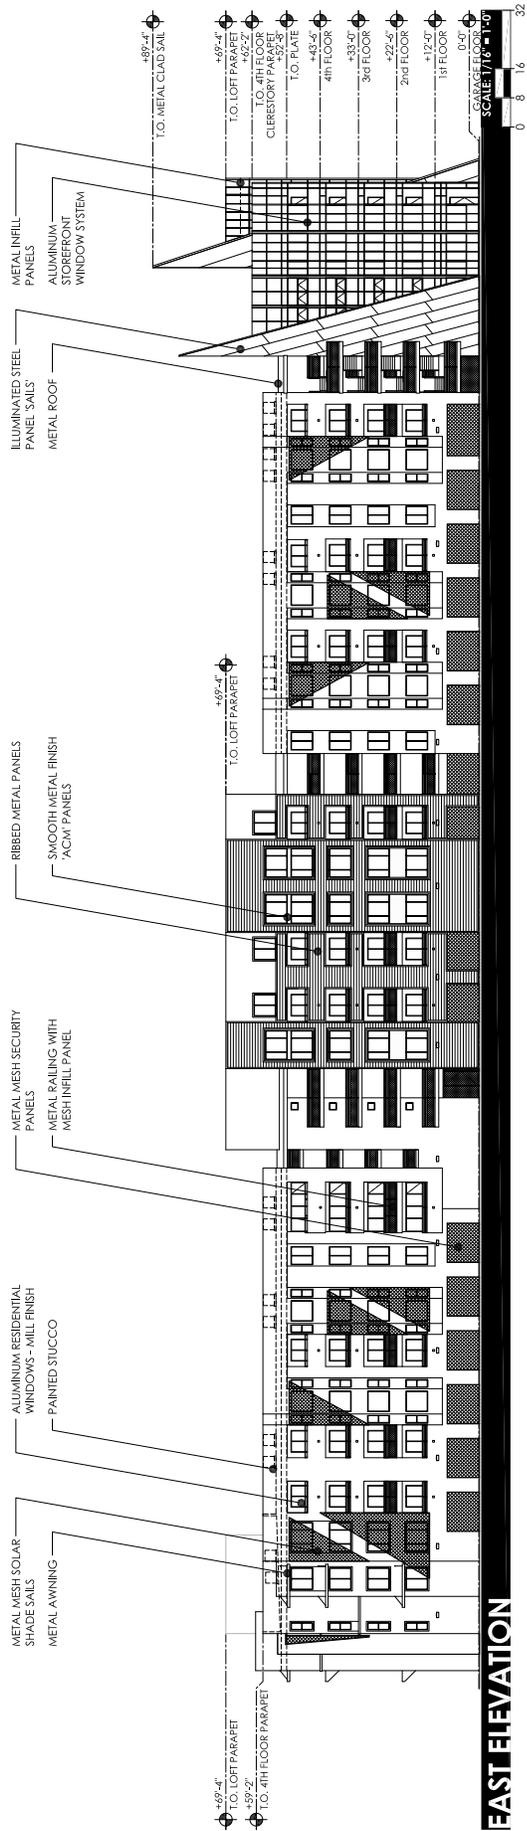 METAL MESH SOLAR
SHADE SAILS
METAL AWNING
ALUMINUM RESIDENTIAL
WINDOWS - MILL FINISH
PAINTED STUCCO
METAL MESH SECURITY
PANELS
METAL RAILING WITH
MESH INFILL PANEL
RIBBED METAL PANELS
SMOOTH METAL FINISH
'ACM' PANELS
ILLUMINATED STEEL
PANEL 'SAILS'
METAL ROOF
METAL INFILL
PANELS
ALUMINUM
STOREFRONT
WINDOW SYSTEM
+89'-4"
T.O. METAL CLAD SAIL
+69'-4"
T.O. LOFT PARAPET
+62'-2"
T.O. 4TH FLOOR
CLERESTORY PARAPET
+52'-8"
T.O. PLATE
+43'-6"
4th FLOOR
+33'-0"
3rd FLOOR
+22'-6"
2nd FLOOR
+12'-0"
1st FLOOR
0'-0"
GARAGE FLOOR
+69'-4"
T.O. LOFT PARAPET
+69'-4"
T.O. LOFT PARAPET
+59'-2"
T.O. 4TH FLOOR PARAPET
EAST ELEVATION
SCALE: 1/16" = 1'-0"
0 8 16 32